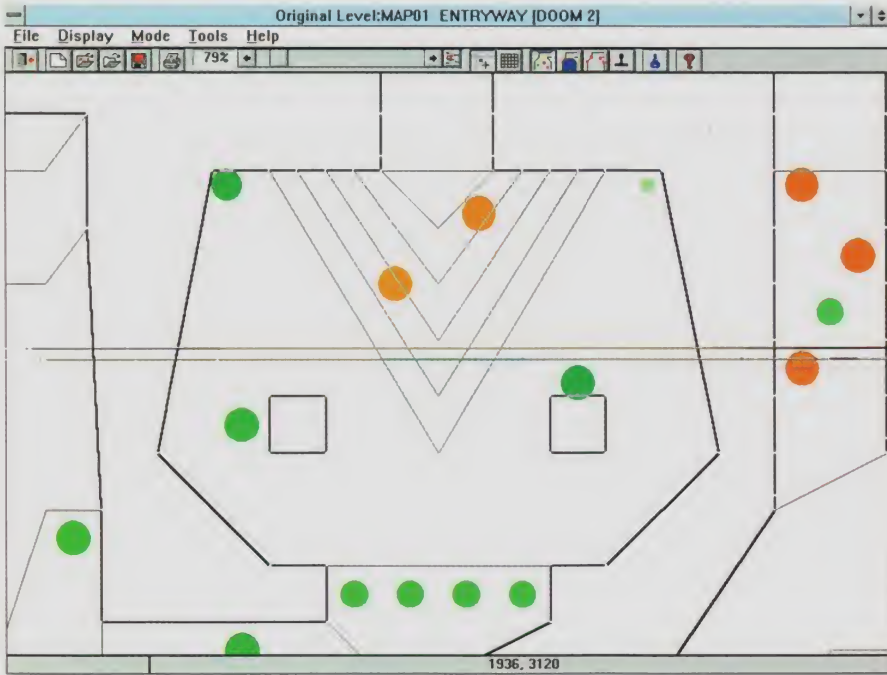 Original Level:MAP01 ENTRYWAY [DOOM 2]
File Display Mode Tools Help
79%
1936, 3120